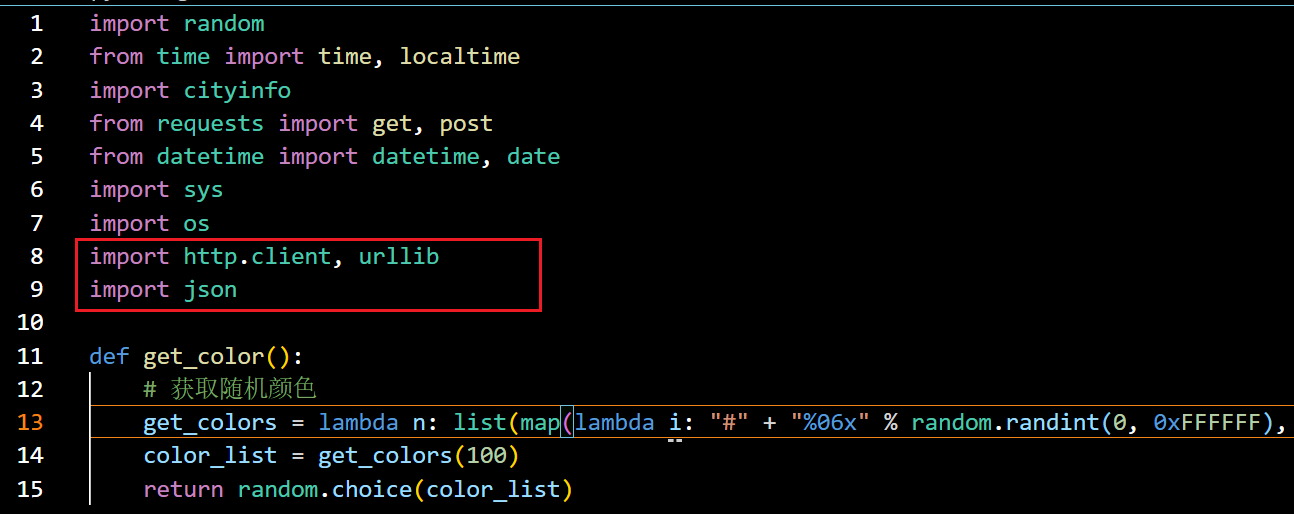 1 import random
2 from time import time, localtime
3 import cityinfo
4 from requests import get, post
5 from datetime import datetime, date
6 import sys
7 import os
8 import http.client, urllib
9 import json
10
11 def get_color():
12 # 获取随机颜色
13 get_colors = lambda n: list(map(lambda i: "#" + "%06x" % random.randint(0, 0xFFFFFF),
14 color_list = get_colors(100)
15 return random.choice(color_list)